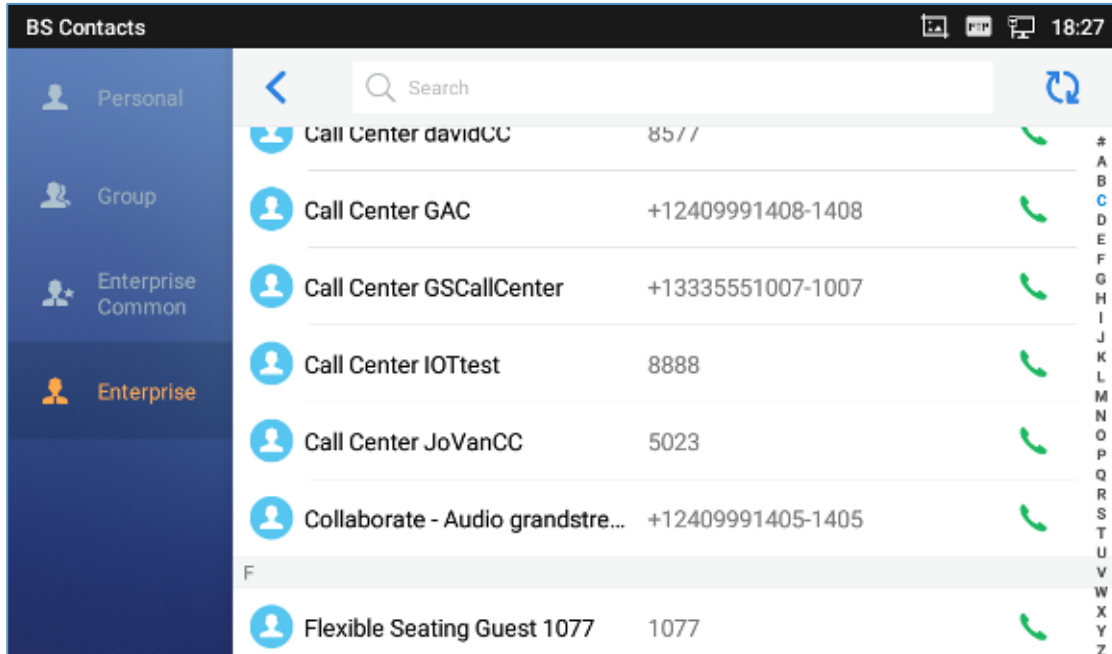 BS Contacts 18:27
Personal
Group
Enterprise
Common
Enterprise
Search
Call Center davidCC 8577
Call Center GAC +12409991408-1408
Call Center GSCallCenter +13335551007-1007
Call Center IOTtest 8888
Call Center JoVanCC 5023
Collaborate - Audio grandstre... +12409991405-1405
F
Flexible Seating Guest 1077 1077
#
A
B
C
D
E
F
G
H
I
J
K
L
M
N
O
P
Q
R
S
T
U
V
W
X
Y
Z